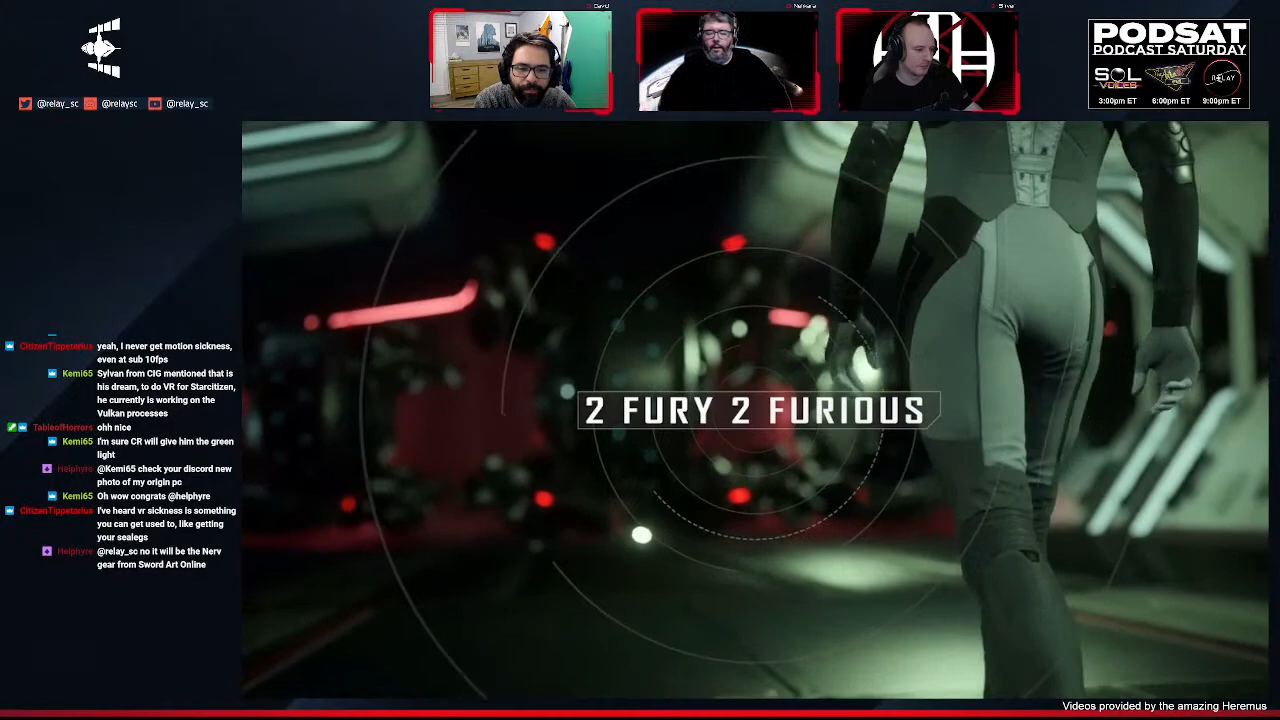 David
Silver
@relay_sc @relaysc @relay_sc
PODSAT
PODCAST SATURDAY
SOL
VOICES
RELAY
3:00pm ET 6:00pm ET 9:00pm ET
CitizenTippetarius yeah, I never get motion sickness,
even at sub 10fps
Kemi65 Sylvan from CIG mentioned that is
his dream, to do VR for Starcitizen,
he currently is working on the
Vulkan processes
TableofHorrors ohh nice
Kemi65 I'm sure CR will give him the green
light
Helphyre @Kemi65 check your discord new
photo of my origin pc
Kemi65 Oh wow congrats @helphyre
CitizenTippetarius I've heard vr sickness is something
you can get used to, like getting
your sealegs
Helphyre @relay_sc no it will be the Nerv
gear from Sword Art Online
2 FURY 2 FURIOUS
Videos provided by the amazing Heremus